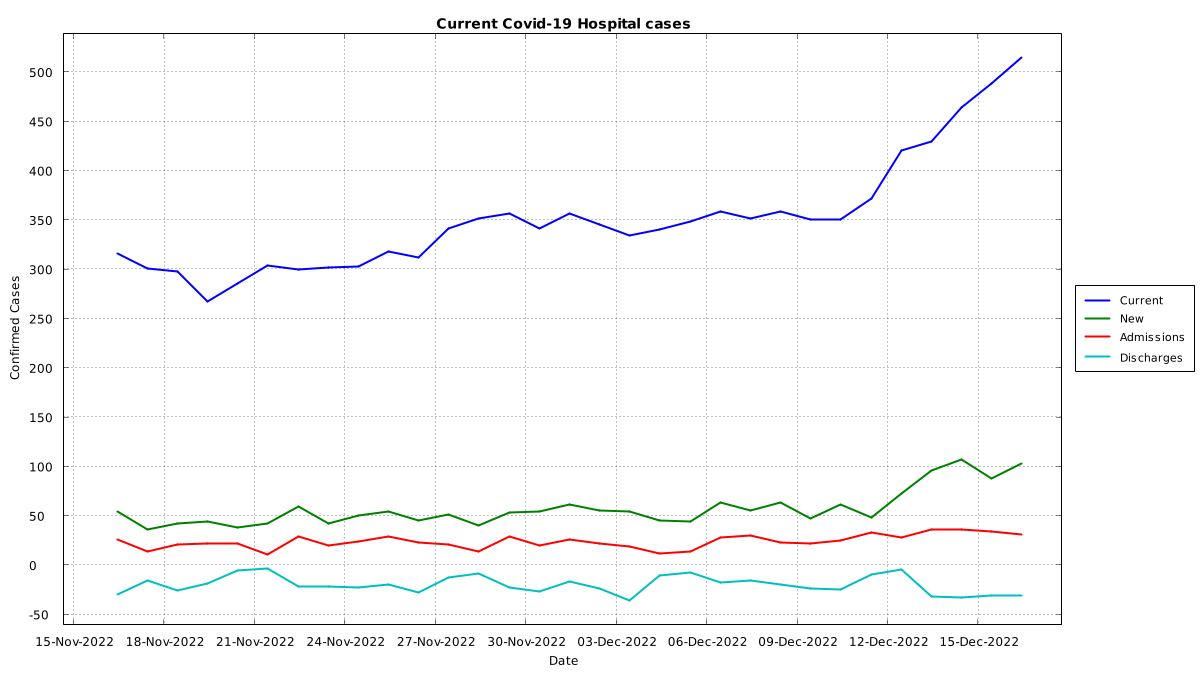 Current Covid-19 Hospital cases
500
450
400
350
300
250
200
150
100
50
0
-50
Confirmed Cases
15-Nov-2022 18-Nov-2022 21-Nov-2022 24-Nov-2022 27-Nov-2022 30-Nov-2022 03-Dec-2022 06-Dec-2022 09-Dec-2022 12-Dec-2022 15-Dec-2022
Date
Current
New
Admissions
Discharges